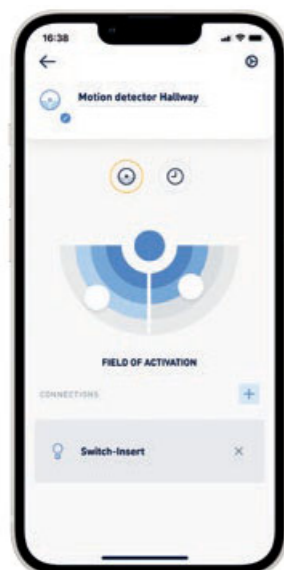 16:38
Motion detector Hallway
FIELD OF ACTIVATION
CONNECTIONS
Switch-Insert